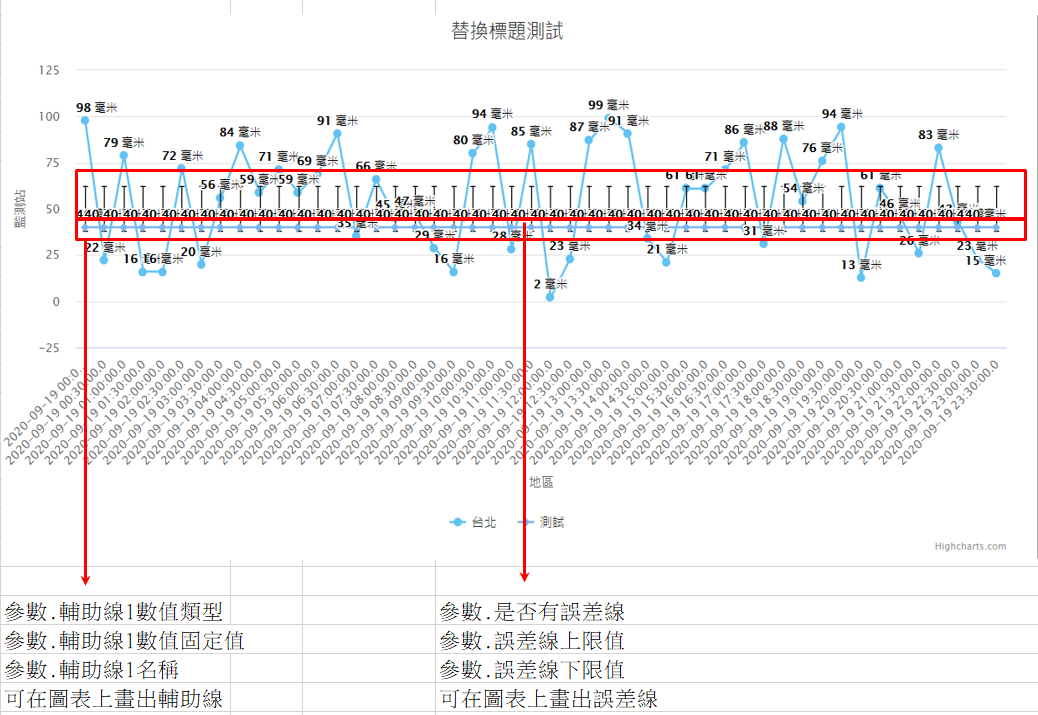 替換標題測試
125
100
75
50
25
0
−25
監測站
98 毫米
79 毫米
22 毫米
16 毫米
72 毫米
20 毫米
56 毫米
84 毫米
59 毫米
71 毫米
59 毫米
69 毫米
91 毫米
35 毫米
66 毫米
45
47 毫米
29 毫米
16 毫米
80 毫米
94 毫米
28 毫米
85 毫米
2 毫米
23 毫米
87 毫米
99 毫米
91 毫米
34 毫米
21 毫米
61
61 毫米
71 毫米
86 毫米
31 毫米
88 毫米
54 毫米
76 毫米
94 毫米
13 毫米
61 毫米
46 毫米
26 毫米
83 毫米
23 毫米
15 毫米
2020-09-19 00:0...
2020-09-19 00:30:00.0
2020-09-19 01:30:00.0
2020-09-19 02:00:00.0
2020-09-19 03:00:00.0
2020-09-19 03:30:00.0
2020-09-19 04:00:00.0
2020-09-19 04:30:00.0
2020-09-19 05:00:00.0
2020-09-19 05:30:00.0
2020-09-19 06:00:00.0
2020-09-19 06:30:00.0
2020-09-19 07:00:00.0
2020-09-19 08:00:00.0
2020-09-19 08:30:00.0
2020-09-19 09:00:00.0
2020-09-19 09:30:00.0
2020-09-19 10:00:00.0
2020-09-19 10:30:00.0
2020-09-19 11:00:00.0
2020-09-19 11:30:00.0
2020-09-19 12:00:00.0
2020-09-19 12:30:00.0
2020-09-19 13:00:00.0
2020-09-19 13:30:00.0
2020-09-19 14:00:00.0
2020-09-19 14:30:00.0
2020-09-19 15:00:00.0
2020-09-19 15:30:00.0
2020-09-19 16:00:00.0
2020-09-19 16:30:00.0
2020-09-19 17:00:00.0
2020-09-19 17:30:00.0
2020-09-19 18:00:00.0
2020-09-19 18:30:00.0
2020-09-19 19:00:00.0
2020-09-19 19:30:00.0
2020-09-19 20:00:00.0
2020-09-19 20:30:00.0
2020-09-19 21:00:00.0
2020-09-19 21:30:00.0
2020-09-19 22:00:00.0
2020-09-19 22:30:00.0
2020-09-19 23:00:00.0
2020-09-19 23:30:00.0
地區
台北 測試
Highcharts.com
參數.輔助線1數值類型 參數.是否有誤差線
參數.輔助線1數值固定值 參數.誤差線上限值
參數.輔助線1名稱 參數.誤差線下限值
可在圖表上畫出輔助線 可在圖表上畫出誤差線